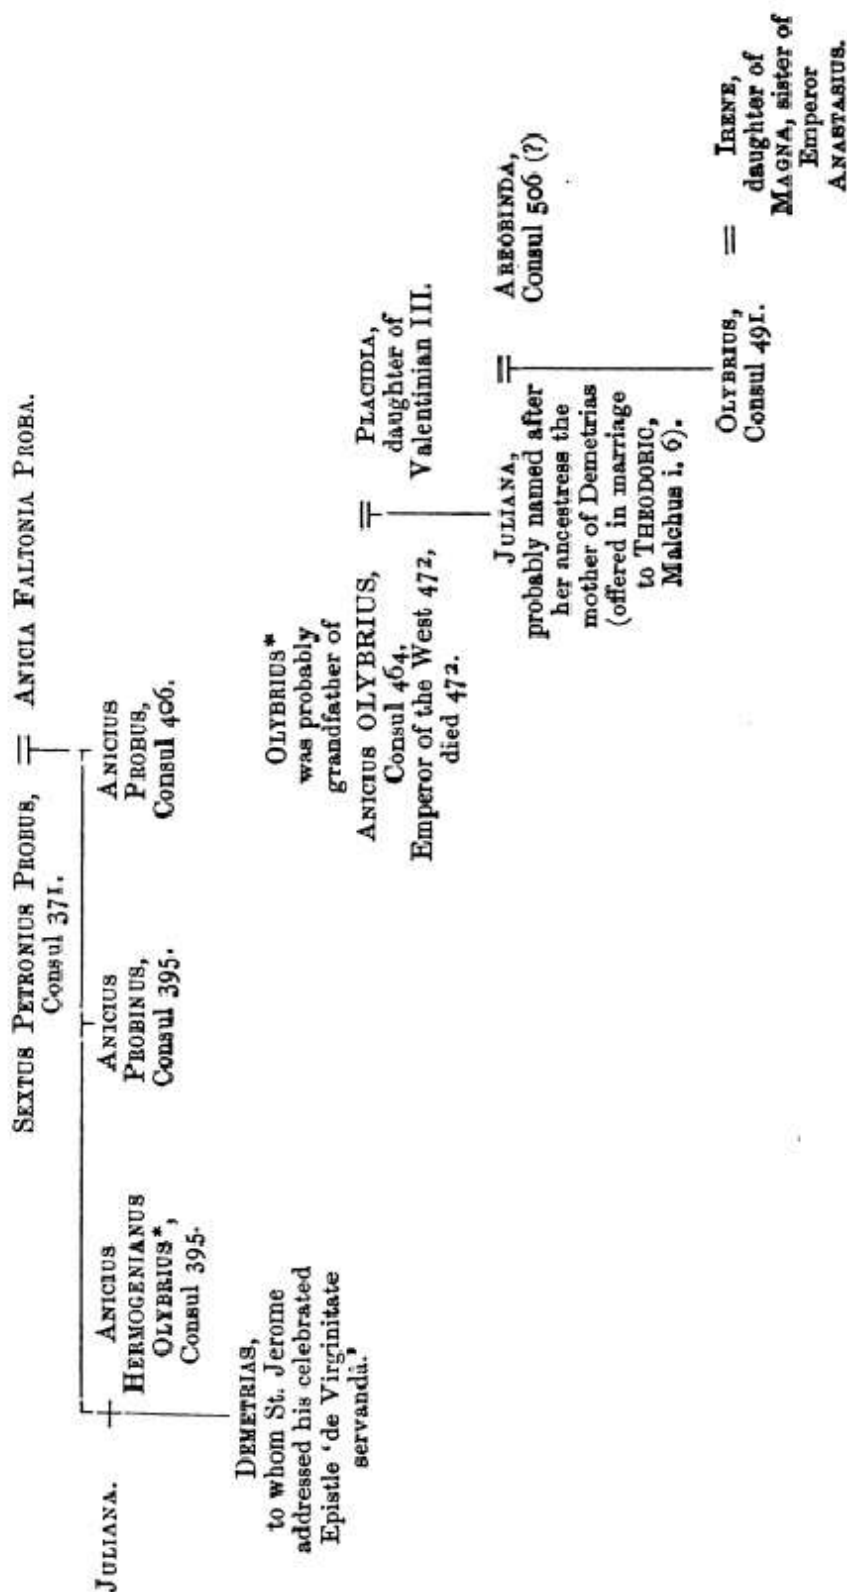 SEXTUS PETRONIUS PROBUS, = ANICIA FALTONIA PROBA.
Consul 371.
JULIANA.
ANICIUS
HERMOGENIANUS
OLYBRIUS*,
Consul 395.
ANICIUS
PROBINUS,
Consul 395.
ANICIUS
PROBUS,
Consul 406.
DEMETRIAS,
to whom St. Jerome
addressed his celebrated
Epistle ‘de Virginitate
servandâ.’
OLYBRIUS*
was probably
grandfather of
ANICIUS OLYBRIUS,
Consul 464,
Emperor of the West 472,
died 472.
=
PLACIDIA,
daughter of
Valentinian III.
JULIANA,
probably named after
her ancestress the
mother of Demetrias
(offered in marriage
to THEODORIC,
Malchus i. 6).
=
AREOBINDA,
Consul 506 (?)
OLYBRIUS,
Consul 491.
=
IRENE,
daughter of
MAGNA, sister of
Emperor
ANASTASIUS.